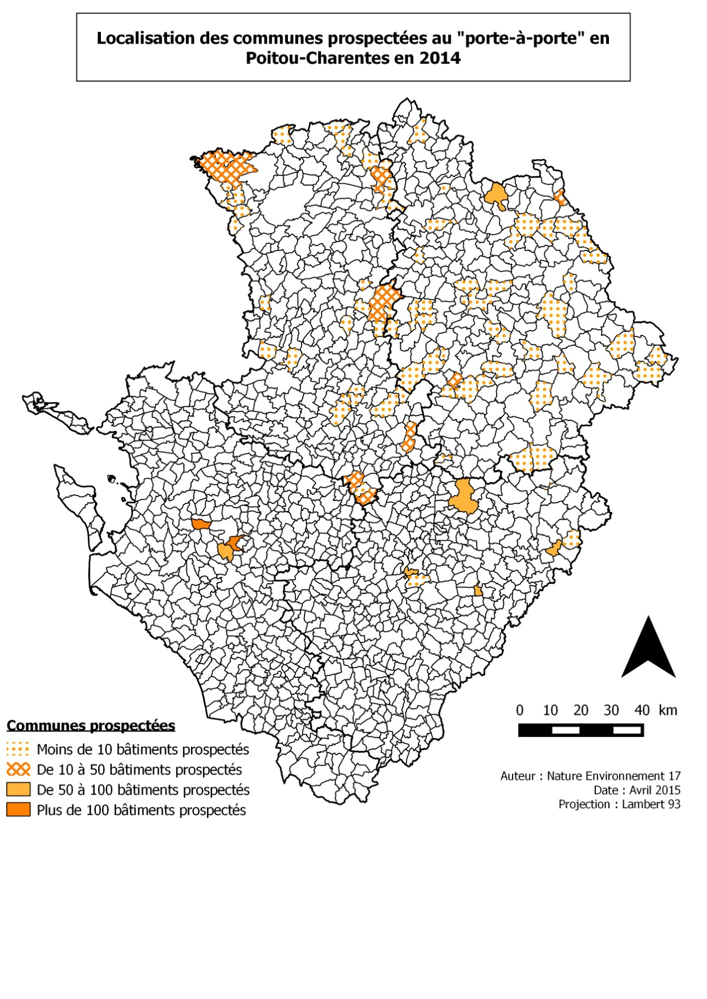 Localisation des communes prospectées au "porte-à-porte" en
Poitou-Charentes en 2014
Communes prospectées
Moins de 10 bâtiments prospectés
De 10 à 50 bâtiments prospectés
De 50 à 100 bâtiments prospectés
Plus de 100 bâtiments prospectés
0 10 20 30 40 km
Auteur : Nature Environnement 17
Date : Avril 2015
Projection : Lambert 93